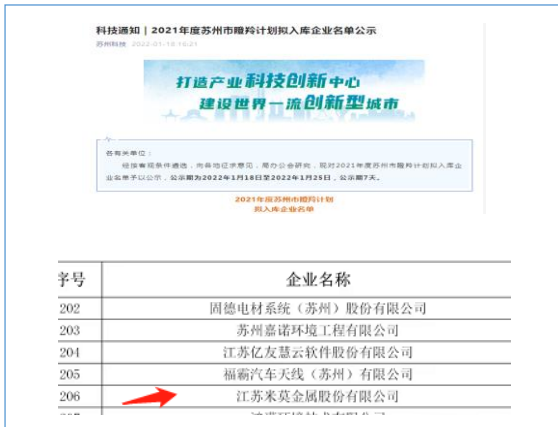 科技通知 | 2021年度苏州市瞪羚计划拟入库企业名单公示
苏州科技 2022-01-18 16:21
打造产业科技创新中心
建设世界一流创新型城市
各有关单位：
经按客观条件遴选，向各地征求意见，局办公会研究，现对2021年度苏州市瞪羚计划拟入库企
业名单予以公示，公示期为2022年1月18日至2022年1月25日，公示期7天。
2021年度苏州市瞪羚计划
拟入库企业名单
序号 企业名称
202 固德电材系统（苏州）股份有限公司
203 苏州嘉诺环境工程有限公司
204 江苏亿友慧云软件股份有限公司
205 福霸汽车天线（苏州）有限公司
206 江苏米莫金属股份有限公司